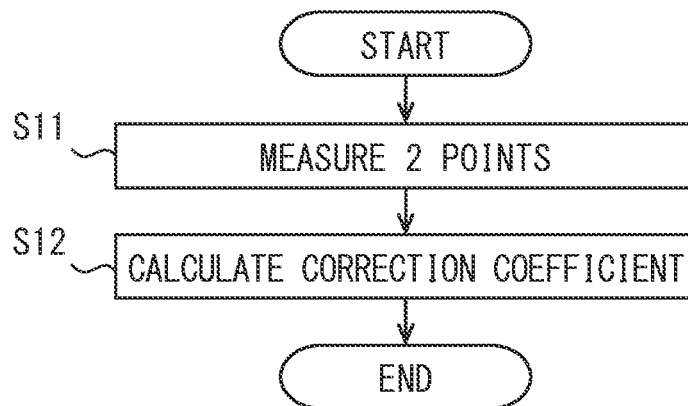 START
S11
MEASURE 2 POINTS
S12
CALCULATE CORRECTION COEFFICIENT
END